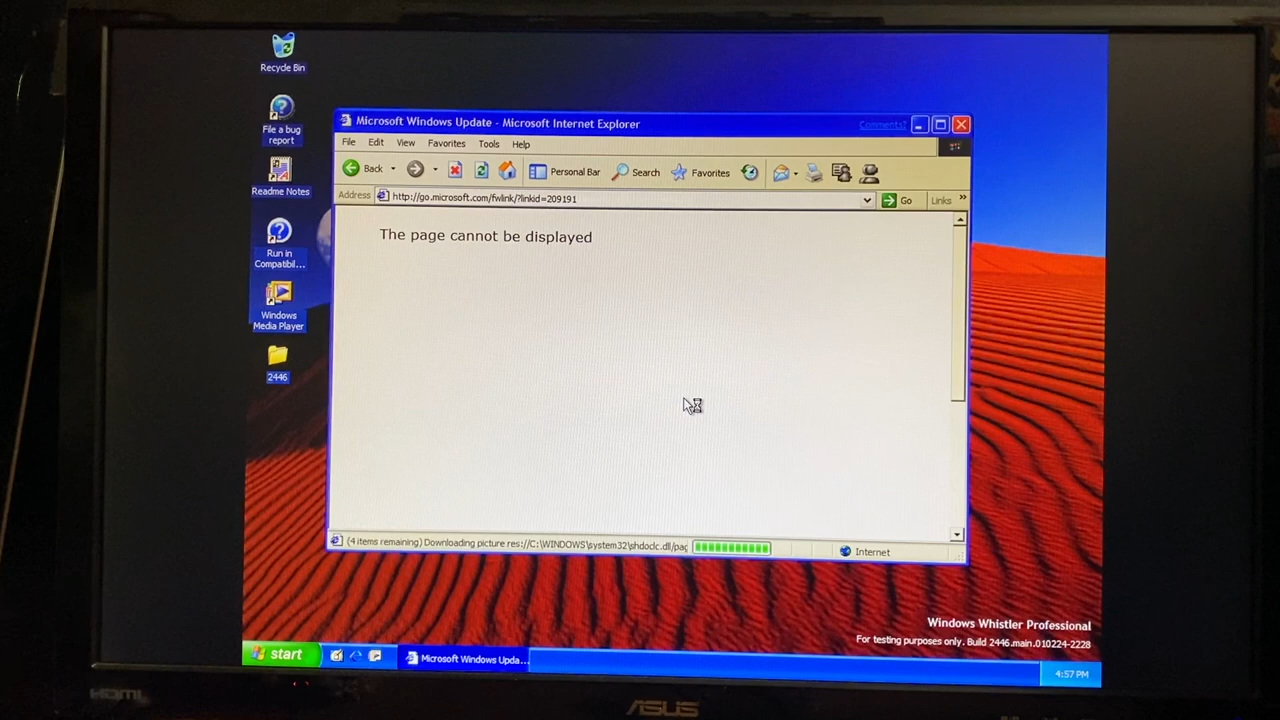 Recycle Bin
File a bug
report
Readme Notes
Run in
Compatibil...
Windows
Media Player
2446
Microsoft Windows Update - Microsoft Internet Explorer
Comments?
File Edit View Favorites Tools Help
Back Personal Bar Search Favorites
Address http://go.microsoft.com/fwlink/?linkid=209191 Go Links »
The page cannot be displayed
(4 items remaining) Downloading picture res://C:\WINDOWS\system32\shdoclc.dll/pag
Internet
Windows Whistler Professional
For testing purposes only. Build 2446.main.010224-2228
start Microsoft Windows Upda... 4:57 PM
HDMI
ASUS